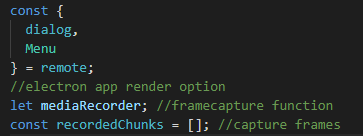 const {
  dialog,
  Menu
} = remote;
//electron app render option
let mediaRecorder; //framecapture function
const recordedChunks = []; //capture frames